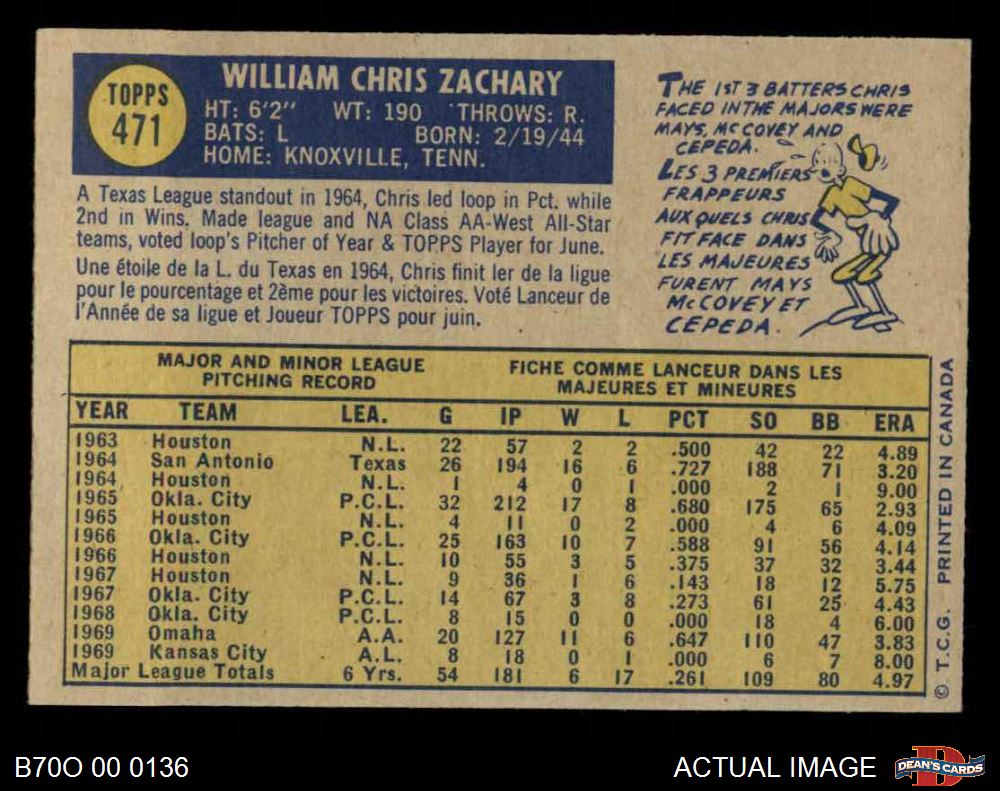 TOPPS
471
WILLIAM CHRIS ZACHARY
HT: 6'2" WT: 190 THROWS: R.
BATS: L BORN: 2/19/44
HOME: KNOXVILLE, TENN.
A Texas League standout in 1964, Chris led loop in Pct. while
2nd in Wins. Made league and NA Class AA-West All-Star
teams, voted loop's Pitcher of Year & TOPPS Player for June.
Une étoile de la L. du Texas en 1964, Chris finit ler de la ligue
pour le pourcentage et 2ème pour les victoires. Voté Lanceur de
l'Année de sa ligue et Joueur TOPPS pour juin.
THE 1ST 3 BATTERS CHRIS
FACED IN THE MAJORS WERE
MAYS, MCCOVEY AND
CEPEDA.
LES 3 PREMIERS
FRAPPEURS
AUXQUELS CHRIS
FIT FACE DANS
LES MAJEURES
FURENT MAYS
MCCOVEY ET
CEPEDA.
MAJOR AND MINOR LEAGUE
PITCHING RECORD
FICHE COMME LANCEUR DANS LES
MAJEURES ET MINEURES
YEAR TEAM LEA. G IP W L PCT SO BB ERA
1963 Houston N.L. 22 57 2 2 .500 42 22 4.89
1964 San Antonio Texas 26 194 16 6 .727 188 71 3.20
1964 Houston N.L. 1 4 0 1 .000 2 1 9.00
1965 Okla. City P.C.L. 32 212 17 8 .680 175 65 2.93
1965 Houston N.L. 4 11 0 2 .000 4 6 4.09
1966 Okla. City P.C.L. 25 163 10 7 .588 91 56 4.14
1966 Houston N.L. 10 55 3 5 .375 37 32 3.44
1967 Houston N.L. 9 36 1 6 .143 18 12 5.75
1967 Okla. City P.C.L. 14 67 3 8 .273 61 25 4.43
1968 Okla. City P.C.L. 8 15 0 0 .000 18 4 6.00
1969 Omaha A.A. 20 127 11 6 .647 110 47 3.83
1969 Kansas City A.L. 8 18 0 1 .000 6 7 8.00
Major League Totals 6 Yrs. 54 181 6 17 .261 109 80 4.97
© T.C.G. PRINTED IN CANADA
B70O 00 0136
ACTUAL IMAGE
D
DEAN'S CARDS